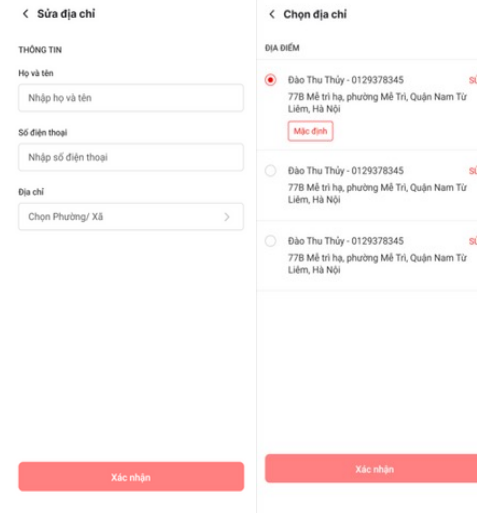 Sửa địa chỉ
THÔNG TIN
Họ và tên
Nhập họ và tên
Số điện thoại
Nhập số điện thoại
Địa chỉ
Chọn Phường/ Xã
Xác nhận
Chọn địa chỉ
ĐỊA ĐIỂM
Đào Thu Thủy - 0129378345
77B Mễ trì hạ, phường Mễ Trì, Quận Nam Từ
Liêm, Hà Nội
Mặc định
Đào Thu Thủy - 0129378345
77B Mễ trì hạ, phường Mễ Trì, Quận Nam Từ
Liêm, Hà Nội
Đào Thu Thủy - 0129378345
77B Mễ trì hạ, phường Mễ Trì, Quận Nam Từ
Liêm, Hà Nội
Xác nhận